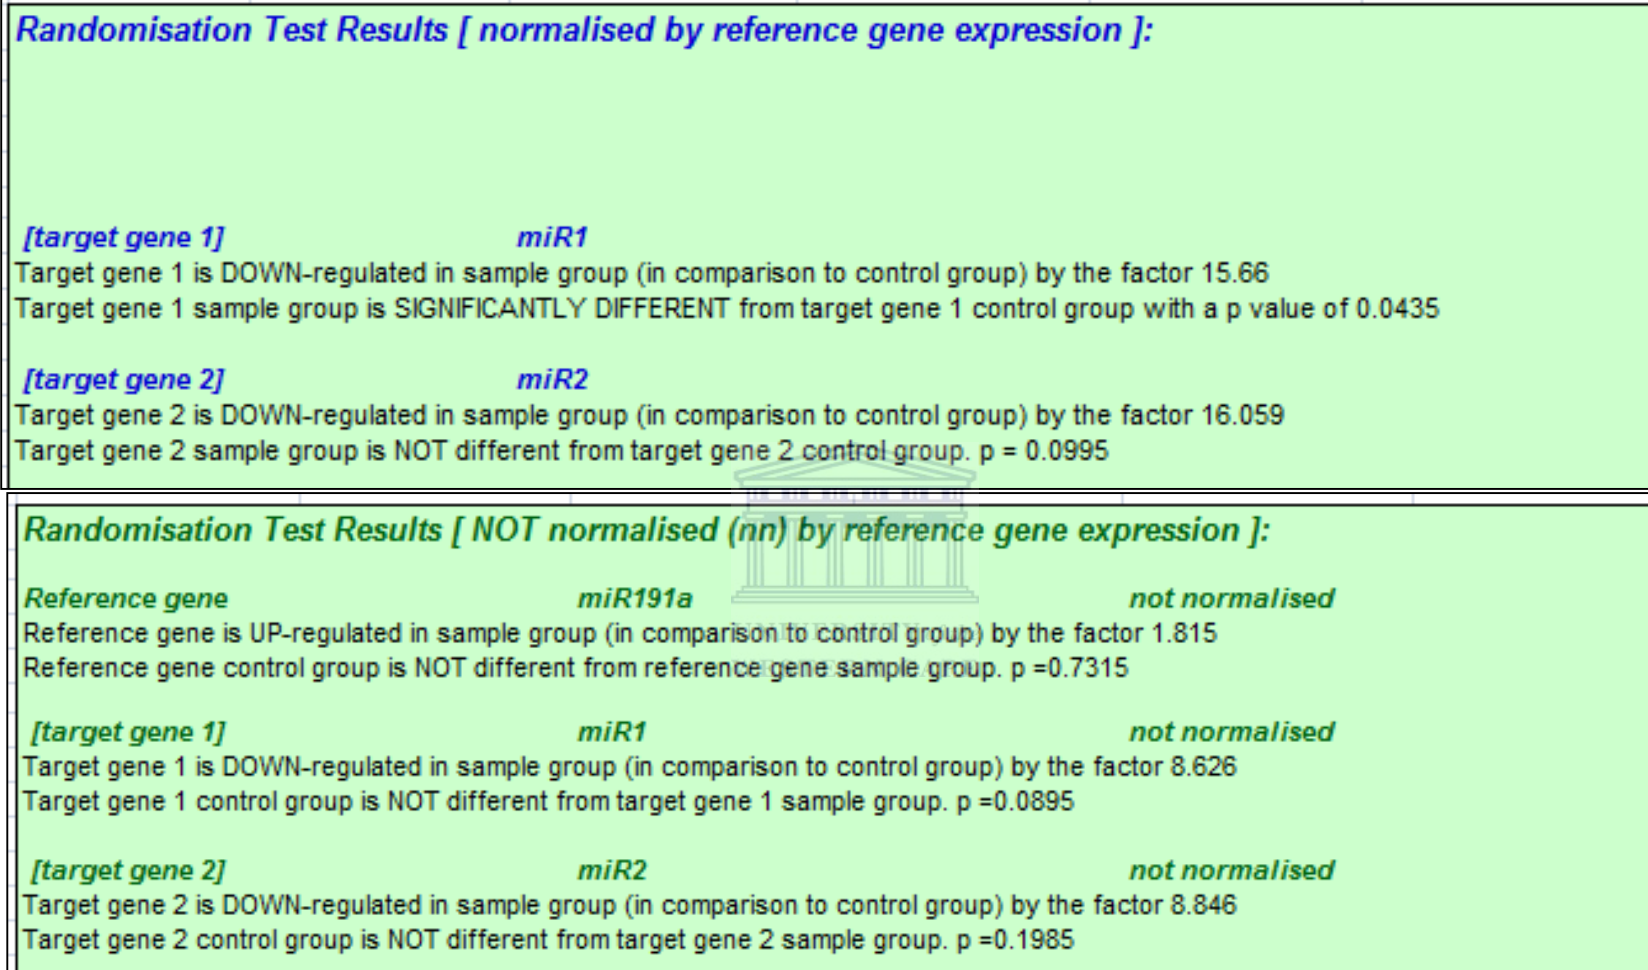 Randomisation Test Results [ normalised by reference gene expression ]:
[target gene 1] miR1
Target gene 1 is DOWN-regulated in sample group (in comparison to control group) by the factor 15.66
Target gene 1 sample group is SIGNIFICANTLY DIFFERENT from target gene 1 control group with a p value of 0.0435
[target gene 2] miR2
Target gene 2 is DOWN-regulated in sample group (in comparison to control group) by the factor 16.059
Target gene 2 sample group is NOT different from target gene 2 control group. p = 0.0995
Randomisation Test Results [ NOT normalised (nn) by reference gene expression ]:
Reference gene miR191a not normalised
Reference gene is UP-regulated in sample group (in comparison to control group) by the factor 1.815
Reference gene control group is NOT different from reference gene sample group. p =0.7315
[target gene 1] miR1 not normalised
Target gene 1 is DOWN-regulated in sample group (in comparison to control group) by the factor 8.626
Target gene 1 control group is NOT different from target gene 1 sample group. p =0.0895
[target gene 2] miR2 not normalised
Target gene 2 is DOWN-regulated in sample group (in comparison to control group) by the factor 8.846
Target gene 2 control group is NOT different from target gene 2 sample group. p =0.1985